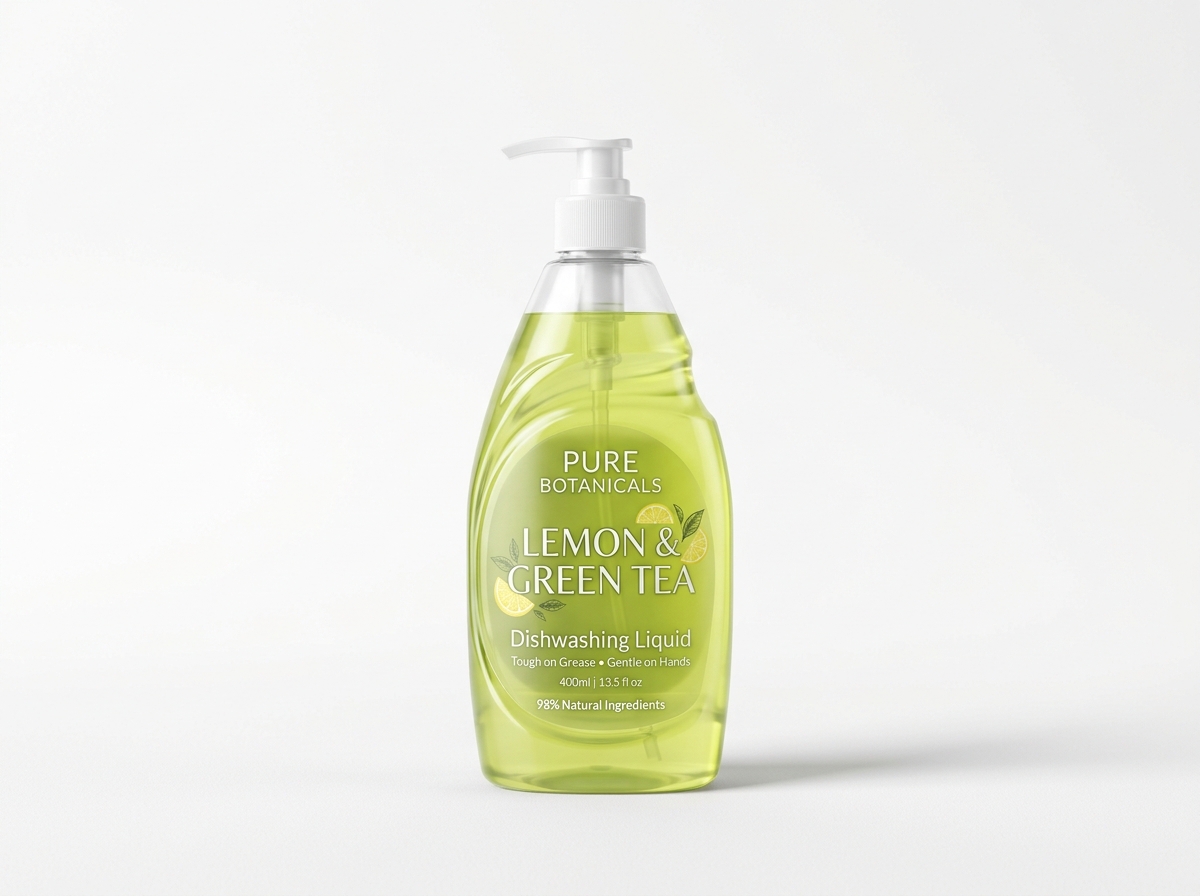 PURE
BOTANICALS
LEMON &
GREEN TEA
Dishwashing Liquid
Tough on Grease • Gentle on Hands
400ml | 13.5 fl oz
98% Natural Ingredients